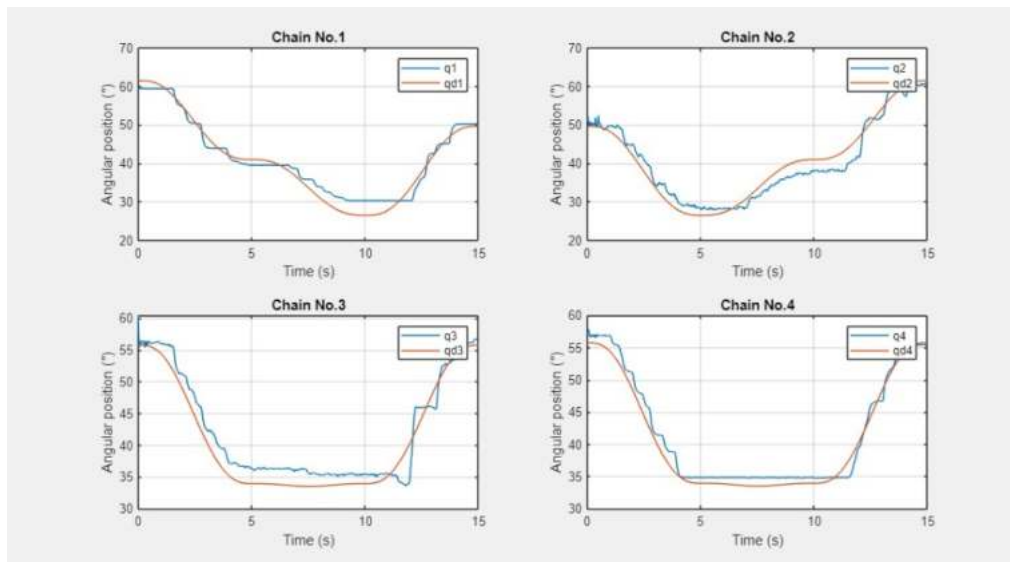 Chain No.1
70
60
50
40
30
20
Angular position (°)
0
5
10
15
Time (s)
q1
qd1
Chain No.2
70
60
50
40
30
20
Angular position (°)
0
5
10
15
Time (s)
q2
qd2
Chain No.3
60
55
50
45
40
35
30
Angular position (°)
0
5
10
15
Time (s)
q3
qd3
Chain No.4
60
55
50
45
40
35
30
Angular position (°)
0
5
10
15
Time (s)
q4
qd4